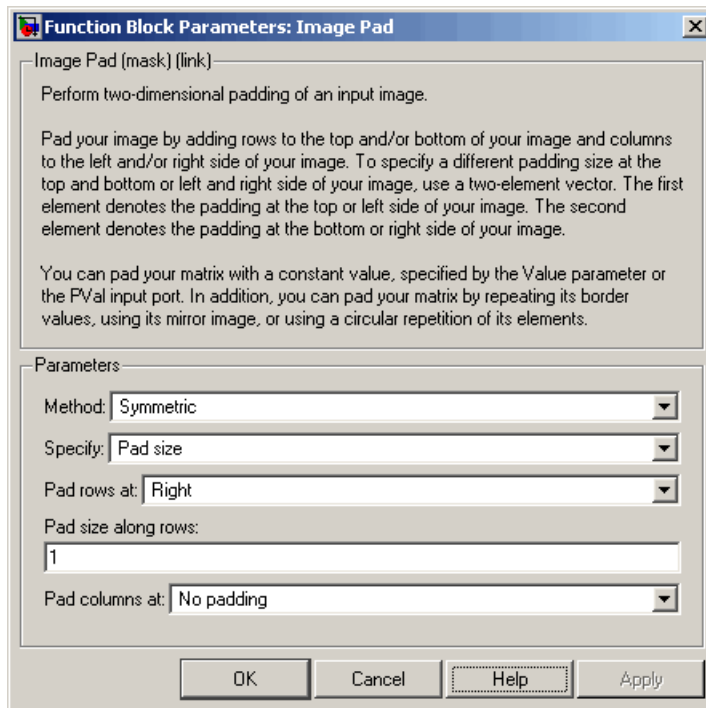 Function Block Parameters: Image Pad
Image Pad (mask) (link)
Perform two-dimensional padding of an input image.
Pad your image by adding rows to the top and/or bottom of your image and columns
to the left and/or right side of your image. To specify a different padding size at the
top and bottom or left and right side of your image, use a two-element vector. The first
element denotes the padding at the top or left side of your image. The second
element denotes the padding at the bottom or right side of your image.
You can pad your matrix with a constant value, specified by the Value parameter or
the PVal input port. In addition, you can pad your matrix by repeating its border
values, using its mirror image, or using a circular repetition of its elements.
Parameters
Method: Symmetric
Specify: Pad size
Pad rows at: Right
Pad size along rows:
1
Pad columns at: No padding
OK Cancel Help Apply